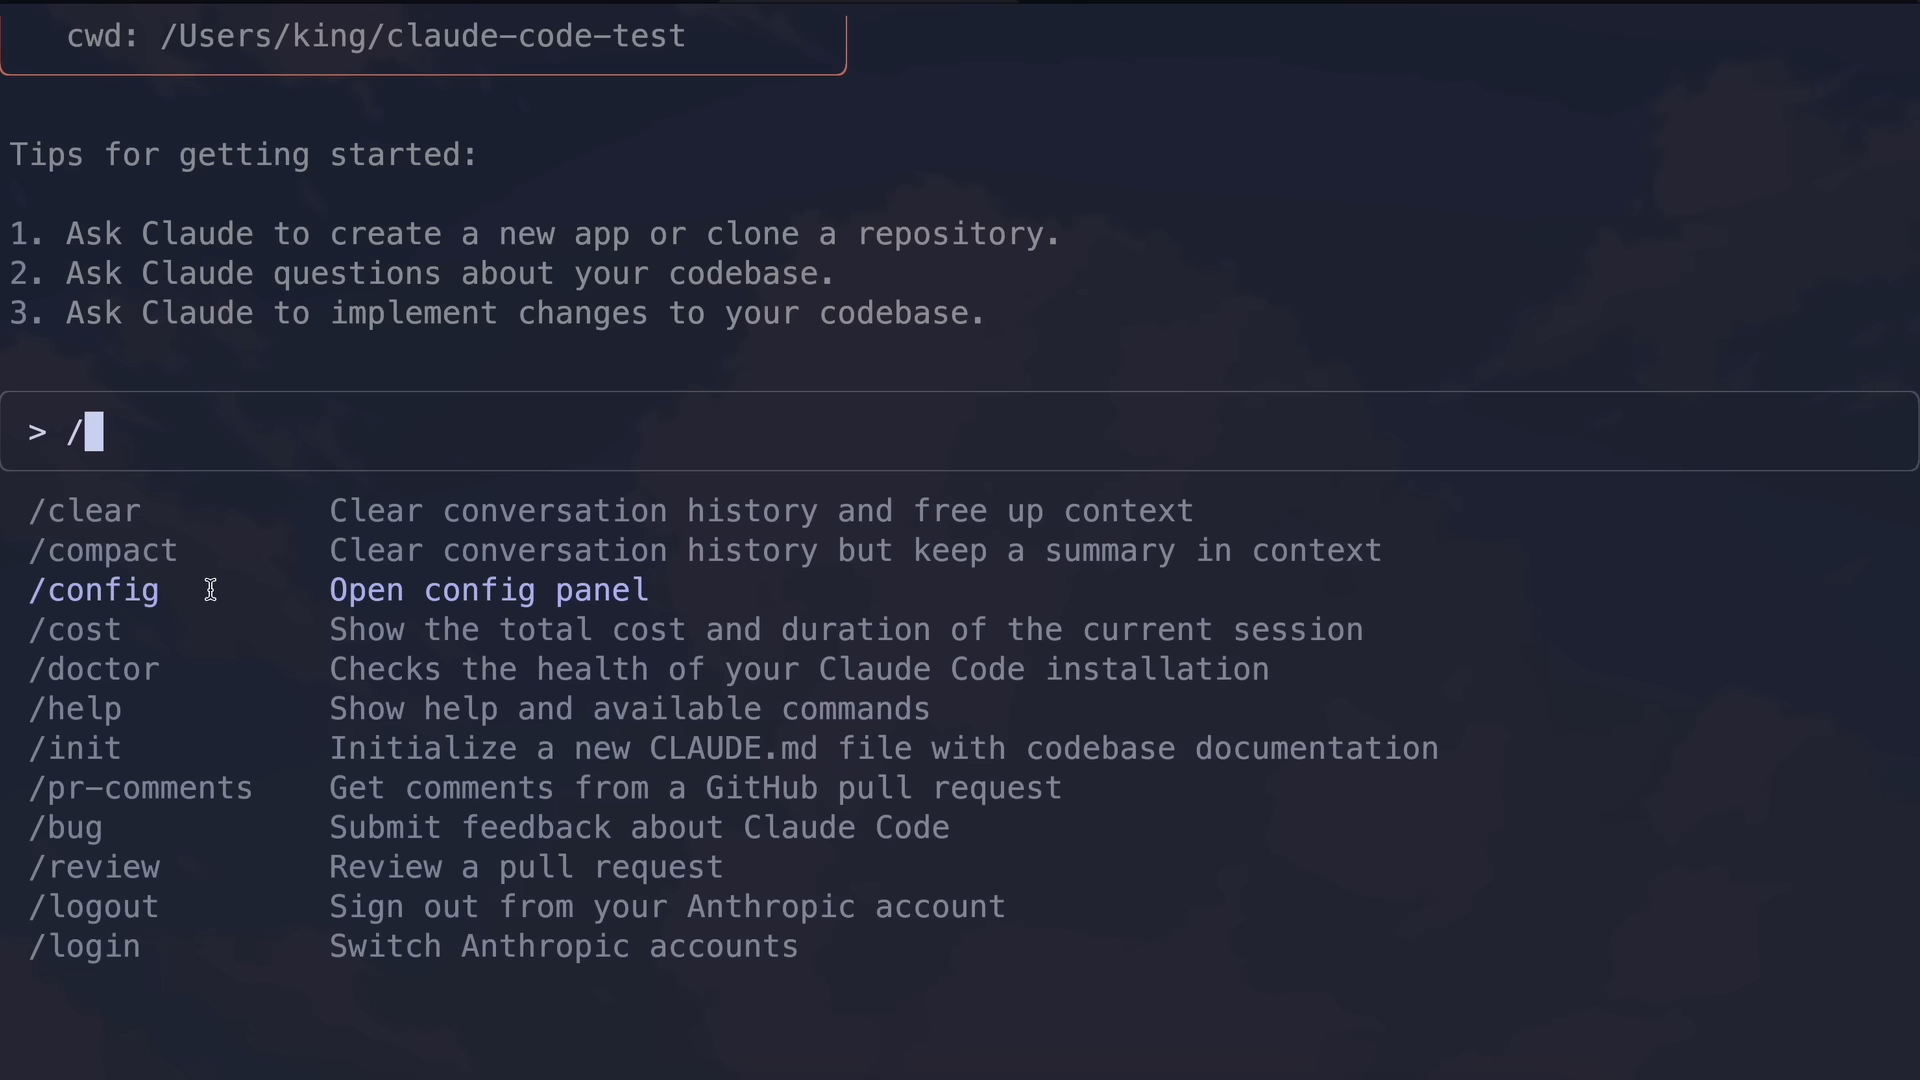 cwd: /Users/king/claude-code-test
Tips for getting started:
1. Ask Claude to create a new app or clone a repository.
2. Ask Claude questions about your codebase.
3. Ask Claude to implement changes to your codebase.
> /
/clear Clear conversation history and free up context
/compact Clear conversation history but keep a summary in context
/config Open config panel
/cost Show the total cost and duration of the current session
/doctor Checks the health of your Claude Code installation
/help Show help and available commands
/init Initialize a new CLAUDE.md file with codebase documentation
/pr-comments Get comments from a GitHub pull request
/bug Submit feedback about Claude Code
/review Review a pull request
/logout Sign out from your Anthropic account
/login Switch Anthropic accounts